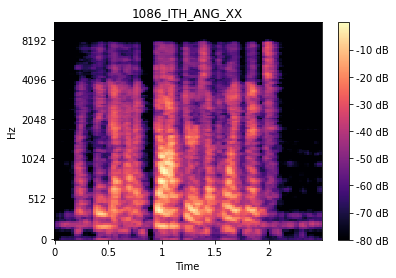 1086_ITH_ANG_XX
8192
4096
2048
1024
512
0
Hz
0
0.5
1
1.5
2
Time
-10 dB
-20 dB
-30 dB
-40 dB
-50 dB
-60 dB
-70 dB
-80 dB